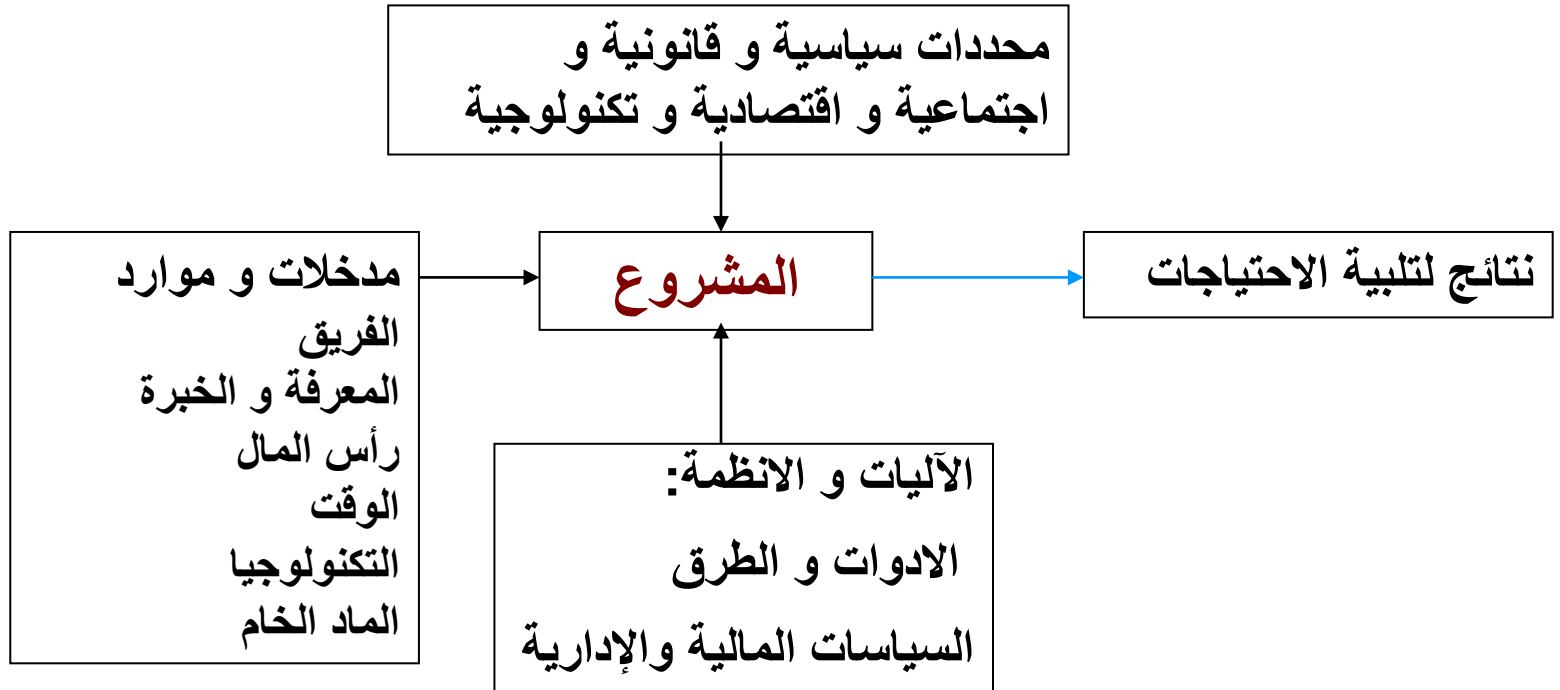 محددات سياسية و قانونية و
اجتماعية و اقتصادية و تكنولوجية
مدخلات و موارد
الفريق
المعرفة و الخبرة
رأس المال
الوقت
التكنولوجيا
الماد الخام
المشروع
نتائج لتلبية الاحتياجات
الآليات و الانظمة:
الادوات و الطرق
السياسات المالية والإدارية